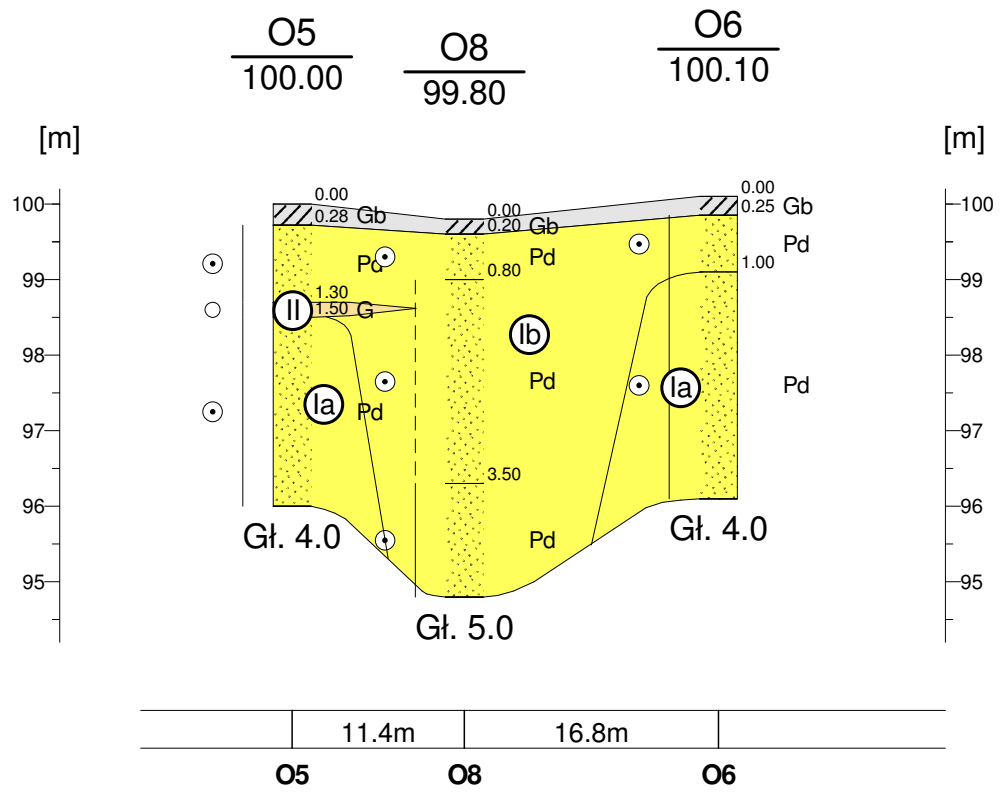 O5
100.00
O8
99.80
O6
100.10
[m]
[m]
100
99
98
97
96
95
100
99
98
97
96
95
0.00
0.28 Gb
Pd
1.30
1.50 G
II
Ia
Pd
Gł. 4.0
0.00
0.20 Gb
Pd
0.80
Ib
Pd
3.50
Pd
Gł. 5.0
0.00
0.25 Gb
Pd
1.00
Ia
Pd
Gł. 4.0
11.4m
16.8m
O5
O8
O6